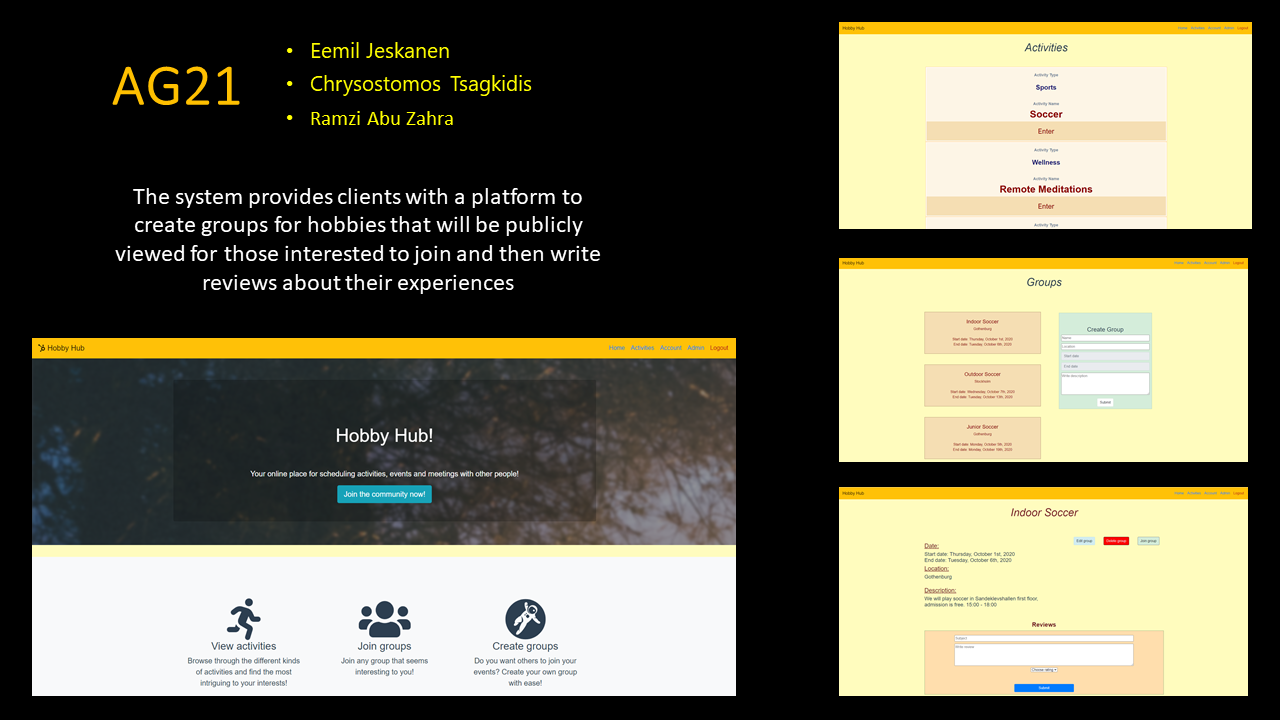 AG21
• Eemil Jeskanen
• Chrysostomos Tsagkidis
• Ramzi Abu Zahra
The system provides clients with a platform to
create groups for hobbies that will be publicly
viewed for those interested to join and then write
reviews about their experiences
Hobby Hub
Home Activities Account Admin Logout
Hobby Hub!
Your online place for scheduling activities, events and meetings with other people!
Join the community now!
View activities
Browse through the different kinds
of activities and find the most
intriguing to your interests!
Join groups
Join any group that seems
interesting to you!
Create groups
Do you want others to join your
events? Create your own group
with ease!
Hobby Hub
Home Activities Account Admin Logout
Activities
Activity Type
Sports
Activity Name
Soccer
Enter
Activity Type
Wellness
Activity Name
Remote Meditations
Enter
Activity Type
Hobby Hub
Home Activities Account Admin Logout
Groups
Indoor Soccer
Gothenburg
Start date: Thursday, October 1st, 2020
End date: Tuesday, October 6th, 2020
Outdoor Soccer
Stockholm
Start date: Wednesday, October 7th, 2020
End date: Tuesday, October 13th, 2020
Junior Soccer
Gothenburg
Start date: Monday, October 5th, 2020
End date: Monday, October 19th, 2020
Create Group
Name
Location
Start date
End date
Write description
Submit
Hobby Hub
Home Activities Account Admin Logout
Indoor Soccer
Edit group Delete group Join group
Date:
Start date: Thursday, October 1st, 2020
End date: Tuesday, October 6th, 2020
Location:
Gothenburg
Description:
We will play soccer in Sandeklevshallen first floor,
admission is free. 15:00 - 18:00
Reviews
Subject
Write review
Choose rating
Submit